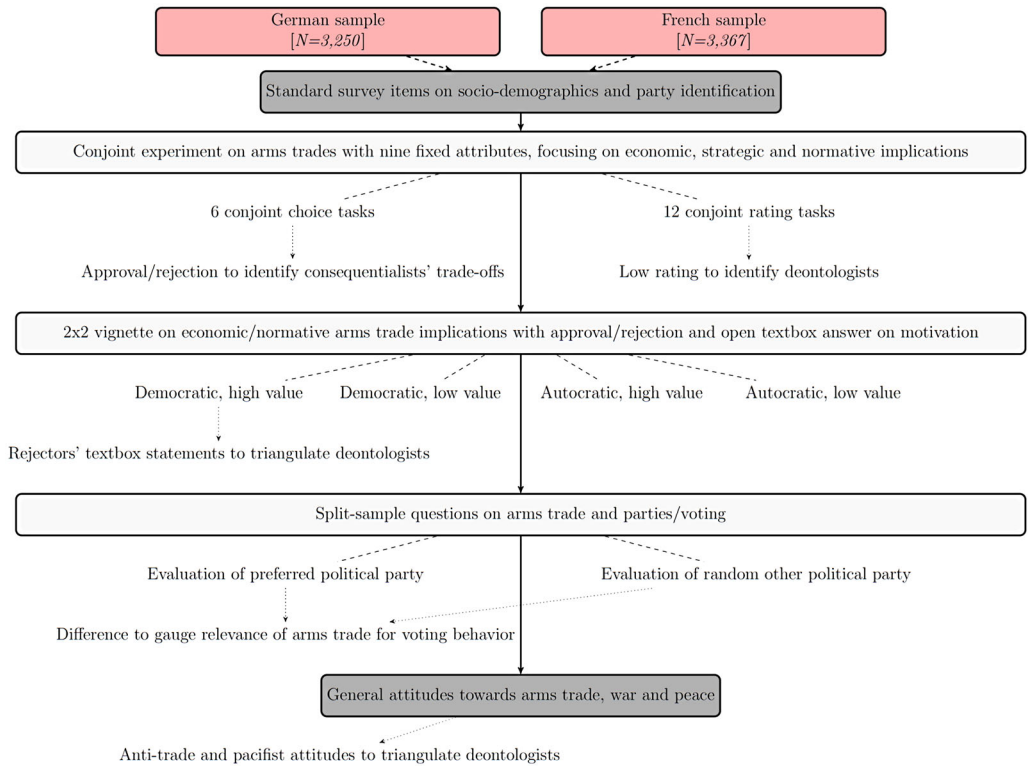 German sample
[N=3,250]
French sample
[N=3,367]
Standard survey items on socio-demographics and party identification
Conjoint experiment on arms trades with nine fixed attributes, focusing on economic, strategic and normative implications
6 conjoint choice tasks
12 conjoint rating tasks
Approval/rejection to identify consequentialists' trade-offs
Low rating to identify deontologists
2x2 vignette on economic/normative arms trade implications with approval/rejection and open textbox answer on motivation
Democratic, high value
Democratic, low value
Autocratic, high value
Autocratic, low value
Rejectors' textbox statements to triangulate deontologists
Split-sample questions on arms trade and parties/voting
Evaluation of preferred political party
Evaluation of random other political party
Difference to gauge relevance of arms trade for voting behavior
General attitudes towards arms trade, war and peace
Anti-trade and pacifist attitudes to triangulate deontologists